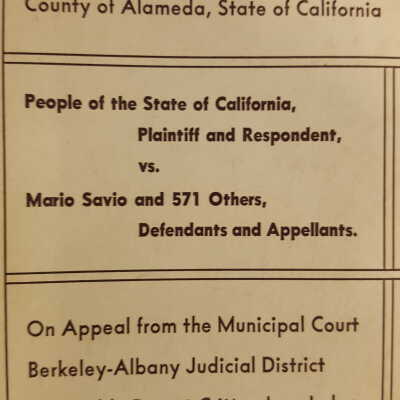 County of Alameda, State of California
People of the State of California,
Plaintiff and Respondent,
vs.
Mario Savio and 571 Others,
Defendants and Appellants.
On Appeal from the Municipal Court
Berkeley-Albany Judicial District